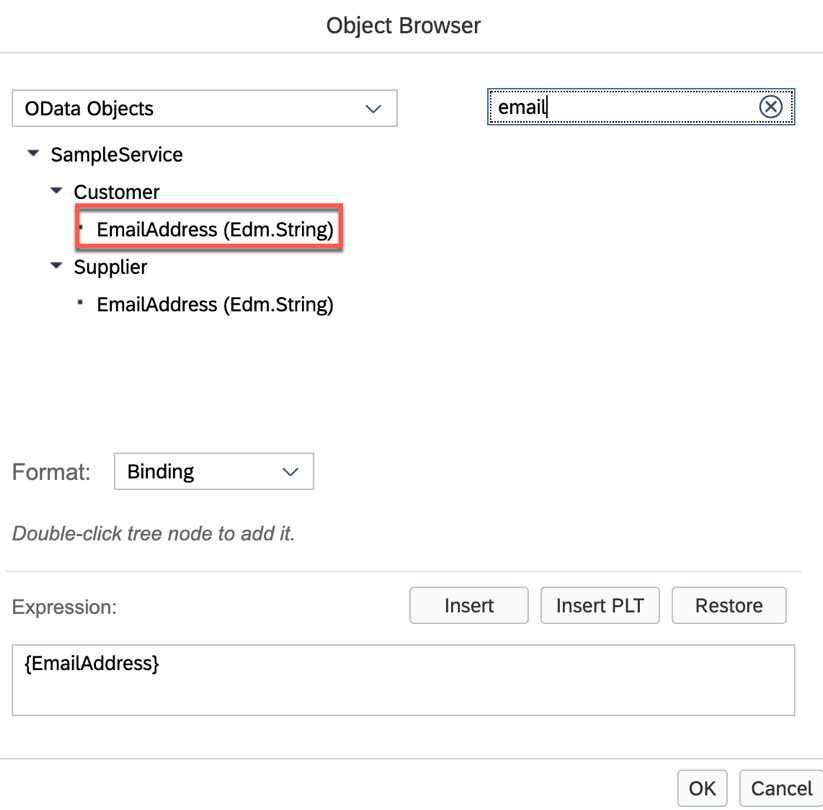 Object Browser
OData Objects
email
SampleService
Customer
EmailAddress (Edm.String)
Supplier
EmailAddress (Edm.String)
Format:
Binding
Double-click tree node to add it.
Expression:
Insert
Insert PLT
Restore
{EmailAddress}
OK
Cancel